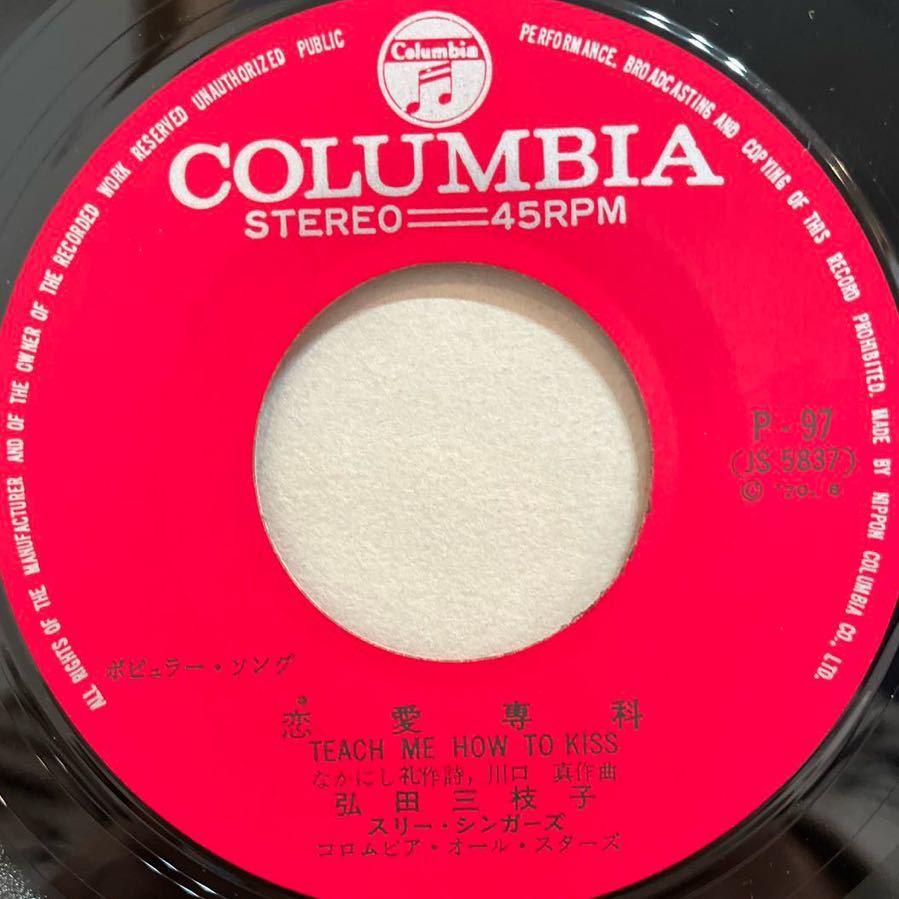 ALL RIGHTS OF THE MANUFACTURER AND OF THE OWNER OF THE RECORDED WORK RESERVED UNAUTHORIZED PUBLIC PERFORMANCE. BROADCASTING AND COPYING OF THIS RECORD PROHIBITED. MADE BY NIPPON COLUMBIA CO., LTD.
Columbia
COLUMBIA
STEREO 45RPM
P-97
(JS 5837)
© '70. 6
ポピュラー・ソング
恋愛専科
TEACH ME HOW TO KISS
なかにし礼作詩, 川口 真作曲
弘田三枝子
スリー・シンガーズ
コロムビア・オール・スターズ